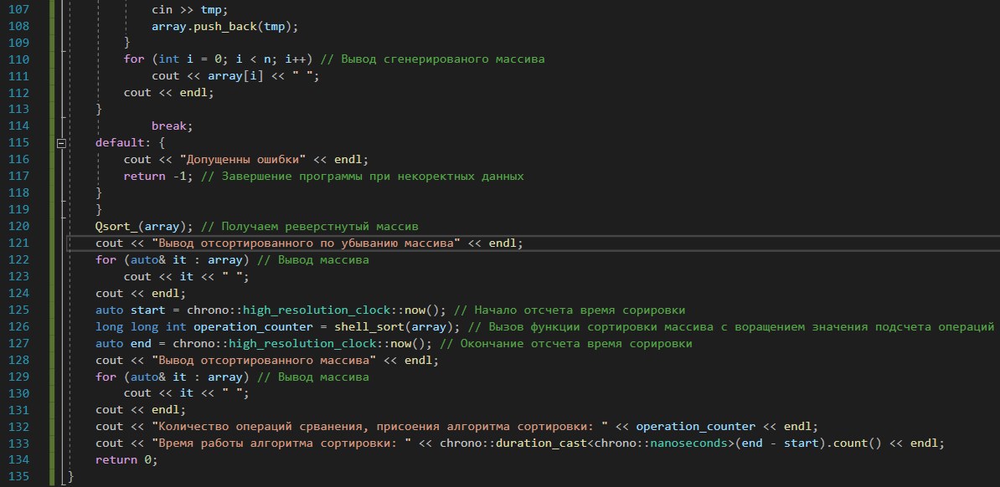 107 cin >> tmp;
108 array.push_back(tmp);
109 }
110 for (int i = 0; i < n; i++) // Вывод сгенерированого массива
111 cout << array[i] << " ";
112 cout << endl;
113 }
114 break;
115 default: {
116 cout << "Допущенны ошибки" << endl;
117 return -1; // Завершение программы при некоректных данных
118 }
119 }
120 Qsort_(array); // Получаем реверстнутый массив
121 cout << "Вывод отсортированного по убыванию массива" << endl;
122 for (auto& it : array) // Вывод массива
123 cout << it << " ";
124 cout << endl;
125 auto start = chrono::high_resolution_clock::now(); // Начало отсчета время сорировки
126 long long int operation_counter = shell_sort(array); // Вызов функции сортировки массива с воращением значения подсчета операций
127 auto end = chrono::high_resolution_clock::now(); // Окончание отсчета время сорировки
128 cout << "Вывод отсортированного массива" << endl;
129 for (auto& it : array) // Вывод массива
130 cout << it << " ";
131 cout << endl;
132 cout << "Количество операций срванения, присоения алгоритма сортировки: " << operation_counter << endl;
133 cout << "Время работы алгоритма сортировки: " << chrono::duration_cast<chrono::nanoseconds>(end - start).count() << endl;
134 return 0;
135 }